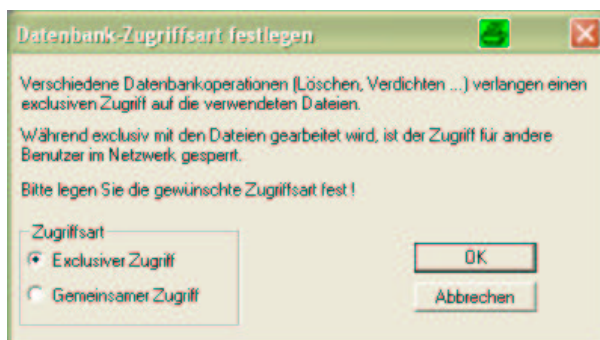 Datenbank-Zugriffsart festlegen
Verschiedene Datenbankoperationen (Löschen, Verdichten ...) verlangen einen
exclusiven Zugriff auf die verwendeten Dateien.
Während exclusiv mit den Dateien gearbeitet wird, ist der Zugriff für andere
Benutzer im Netzwerk gesperrt.
Bitte legen Sie die gewünschte Zugriffsart fest !
Zugriffsart
Exclusiver Zugriff
Gemeinsamer Zugriff
OK
Abbrechen